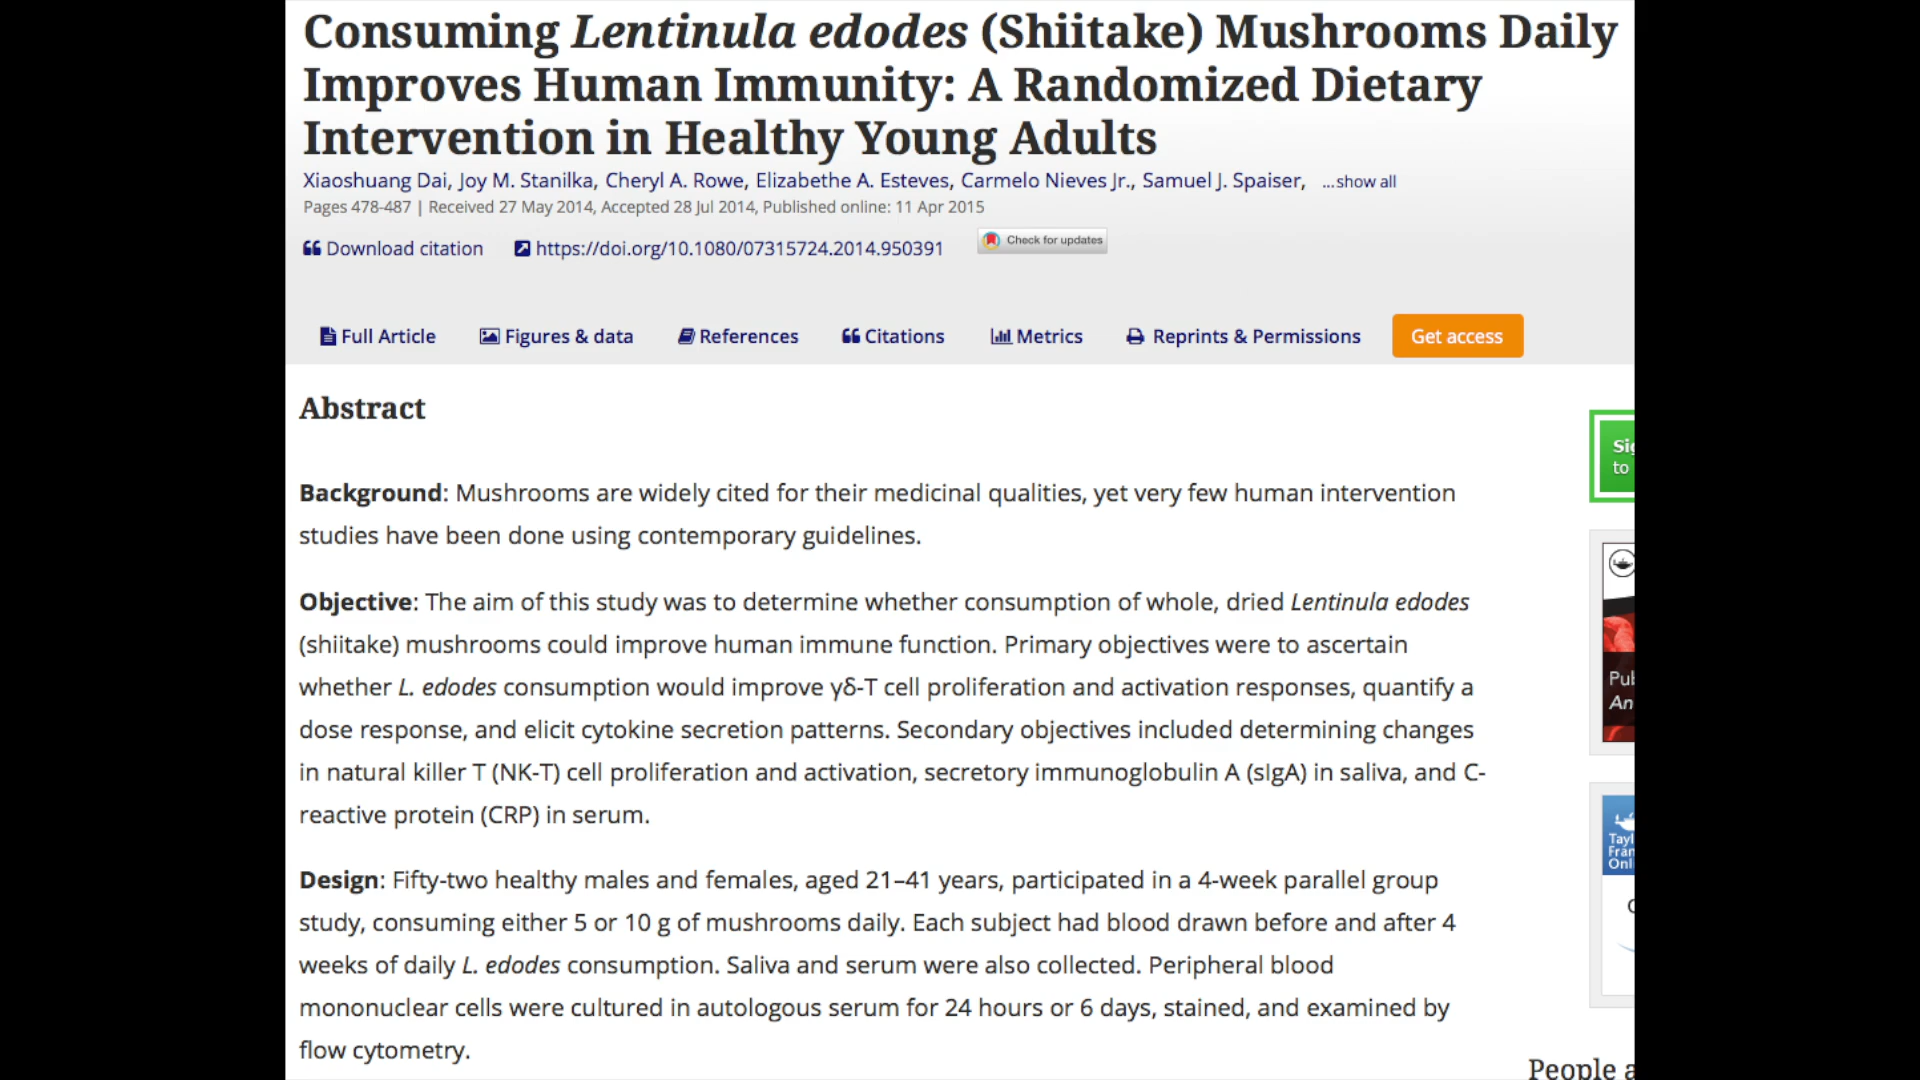 Consuming Lentinula edodes (Shiitake) Mushrooms Daily
Improves Human Immunity: A Randomized Dietary
Intervention in Healthy Young Adults
Xiaoshuang Dai, Joy M. Stanilka, Cheryl A. Rowe, Elizabethe A. Esteves, Carmelo Nieves Jr., Samuel J. Spaiser, ...show all
Pages 478-487 | Received 27 May 2014, Accepted 28 Jul 2014, Published online: 11 Apr 2015
Download citation https://doi.org/10.1080/07315724.2014.950391 Check for updates
Full Article Figures & data References Citations Metrics Reprints & Permissions Get access
Abstract
Background: Mushrooms are widely cited for their medicinal qualities, yet very few human intervention
studies have been done using contemporary guidelines.
Objective: The aim of this study was to determine whether consumption of whole, dried Lentinula edodes
(shiitake) mushrooms could improve human immune function. Primary objectives were to ascertain
whether L. edodes consumption would improve γδ-T cell proliferation and activation responses, quantify a
dose response, and elicit cytokine secretion patterns. Secondary objectives included determining changes
in natural killer T (NK-T) cell proliferation and activation, secretory immunoglobulin A (sIgA) in saliva, and C-
reactive protein (CRP) in serum.
Design: Fifty-two healthy males and females, aged 21–41 years, participated in a 4-week parallel group
study, consuming either 5 or 10 g of mushrooms daily. Each subject had blood drawn before and after 4
weeks of daily L. edodes consumption. Saliva and serum were also collected. Peripheral blood
mononuclear cells were cultured in autologous serum for 24 hours or 6 days, stained, and examined by
flow cytometry.
to
People